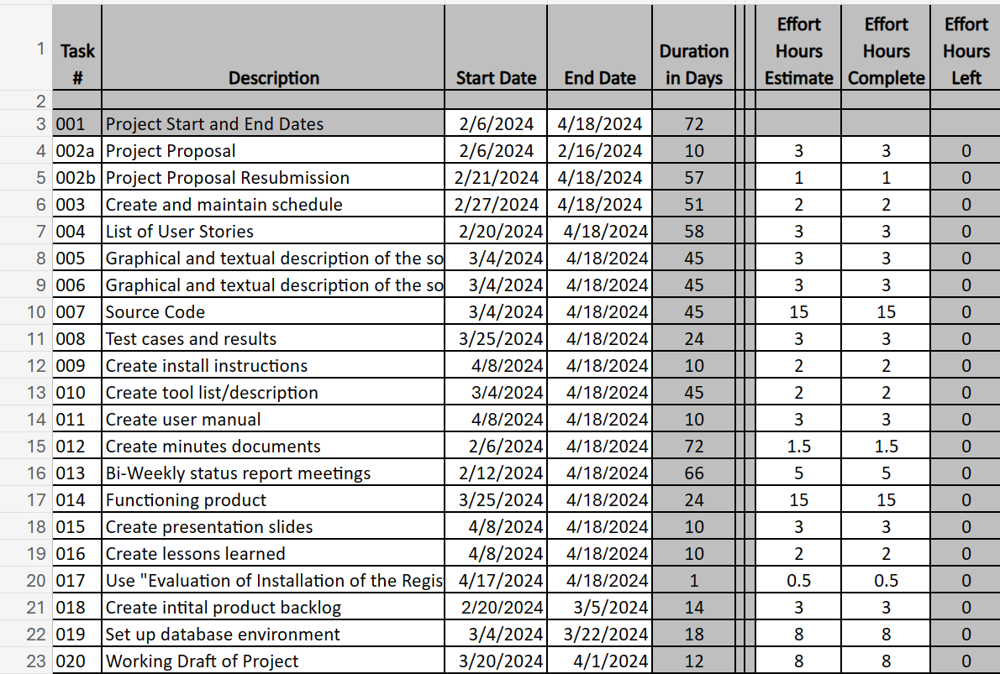 1 Task # Description Start Date End Date Duration in Days Effort Hours Estimate Effort Hours Complete Effort Hours Left
2
3 001 Project Start and End Dates 2/6/2024 4/18/2024 72
4 002a Project Proposal 2/6/2024 2/16/2024 10 3 3 0
5 002b Project Proposal Resubmission 2/21/2024 4/18/2024 57 1 1 0
6 003 Create and maintain schedule 2/27/2024 4/18/2024 51 2 2 0
7 004 List of User Stories 2/20/2024 4/18/2024 58 3 3 0
8 005 Graphical and textual description of the so 3/4/2024 4/18/2024 45 3 3 0
9 006 Graphical and textual description of the so 3/4/2024 4/18/2024 45 3 3 0
10 007 Source Code 3/4/2024 4/18/2024 45 15 15 0
11 008 Test cases and results 3/25/2024 4/18/2024 24 3 3 0
12 009 Create install instructions 4/8/2024 4/18/2024 10 2 2 0
13 010 Create tool list/description 3/4/2024 4/18/2024 45 2 2 0
14 011 Create user manual 4/8/2024 4/18/2024 10 3 3 0
15 012 Create minutes documents 2/6/2024 4/18/2024 72 1.5 1.5 0
16 013 Bi-Weekly status report meetings 2/12/2024 4/18/2024 66 5 5 0
17 014 Functioning product 3/25/2024 4/18/2024 24 15 15 0
18 015 Create presentation slides 4/8/2024 4/18/2024 10 3 3 0
19 016 Create lessons learned 4/8/2024 4/18/2024 10 2 2 0
20 017 Use "Evaluation of Installation of the Regis 4/17/2024 4/18/2024 1 0.5 0.5 0
21 018 Create intital product backlog 2/20/2024 3/5/2024 14 3 3 0
22 019 Set up database environment 3/4/2024 3/22/2024 18 8 8 0
23 020 Working Draft of Project 3/20/2024 4/1/2024 12 8 8 0